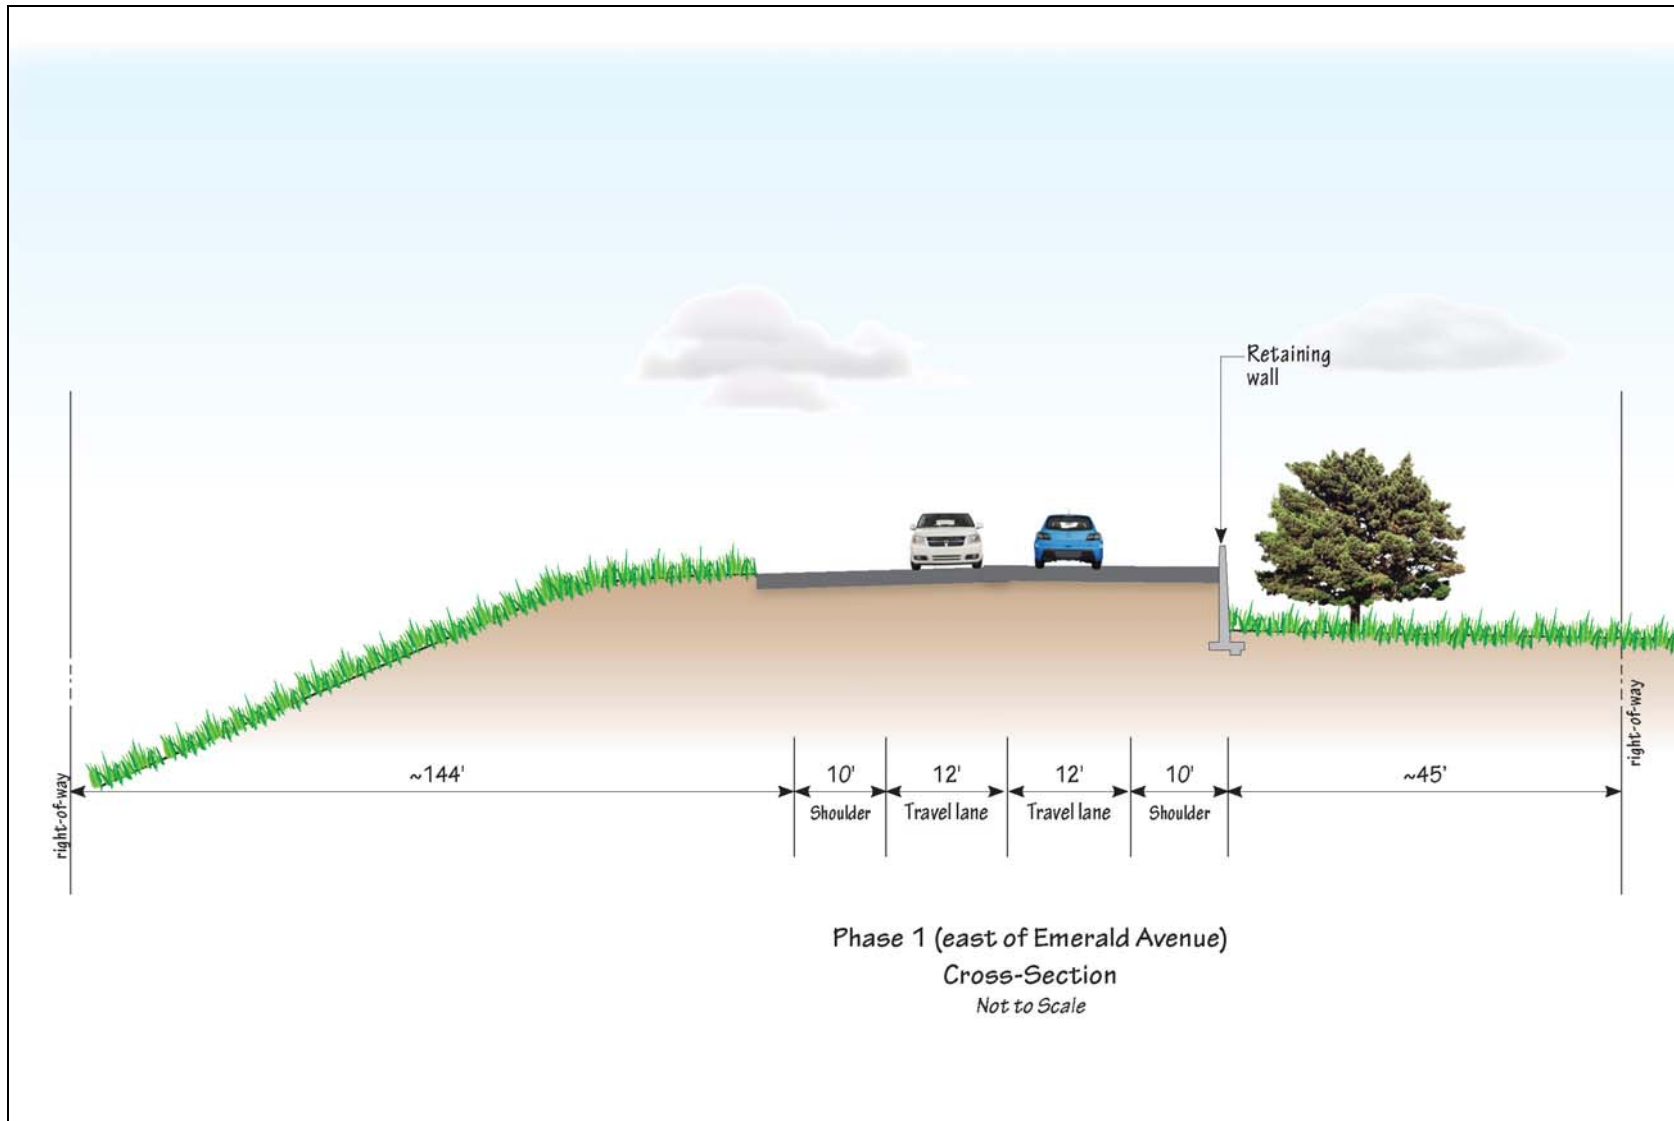 Retaining
wall
right-of-way
right-of-way
~144'
10'
12'
12'
10'
~45'
Shoulder
Travel lane
Travel lane
Shoulder
Phase 1 (east of Emerald Avenue)
Cross-Section
Not to Scale